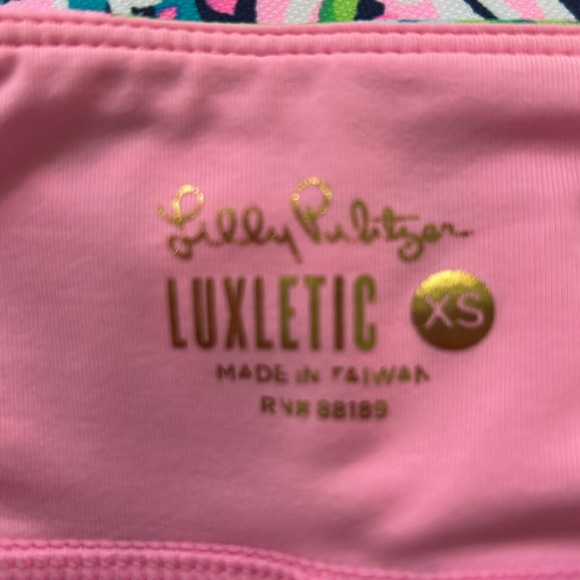 Lilly Pulitzer
LUXLETIC XS
MADE IN TAIWAN
RN# 88189